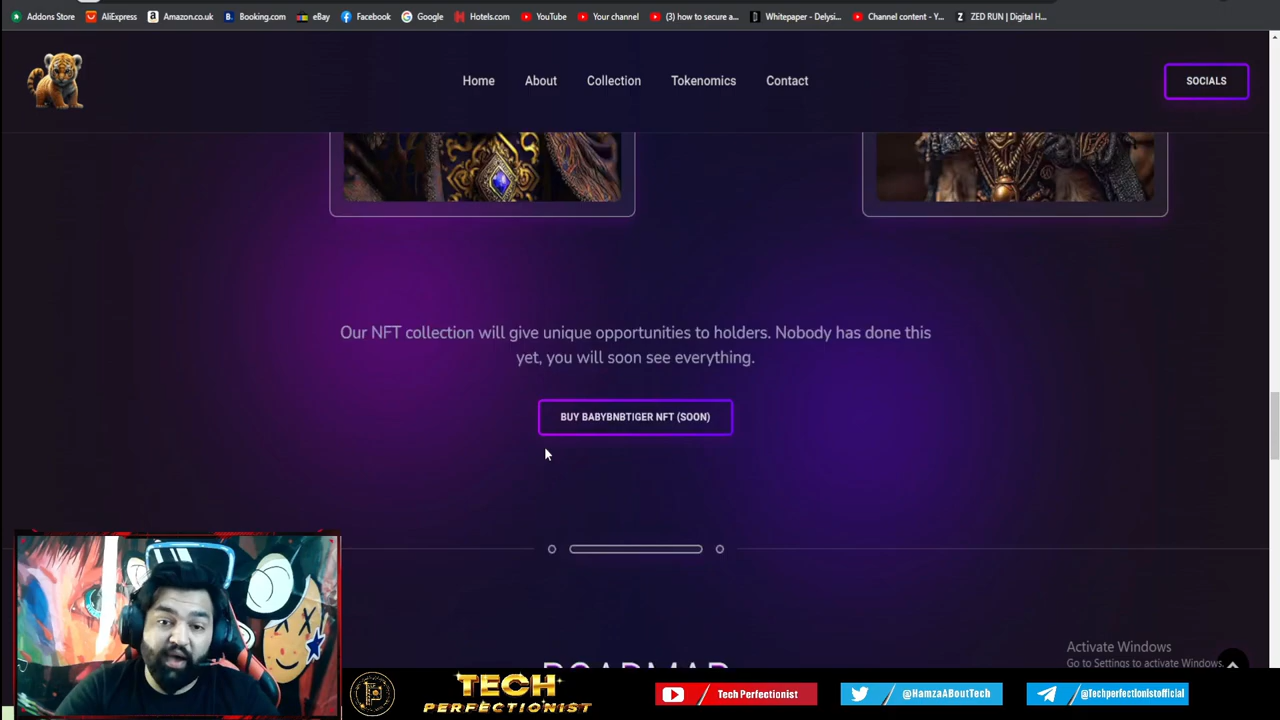 Addons Store
AliExpress
Amazon.co.uk
Booking.com
eBay
Facebook
Google
Hotels.com
YouTube
Your channel
(3) how to secure a...
Whitepaper - Delysi...
Channel content - Y...
ZED RUN | Digital H...
Home
About
Collection
Tokenomics
Contact
SOCIALS
Our NFT collection will give unique opportunities to holders. Nobody has done this
yet, you will soon see everything.
BUY BABYBNBTIGER NFT (SOON)
ROADMAP
Activate Windows
Go to Settings to activate Windows.
TECH
PERFECTIONIST
Tech Perfectionist
@HamzaABoutTech
@Techperfectionistofficial